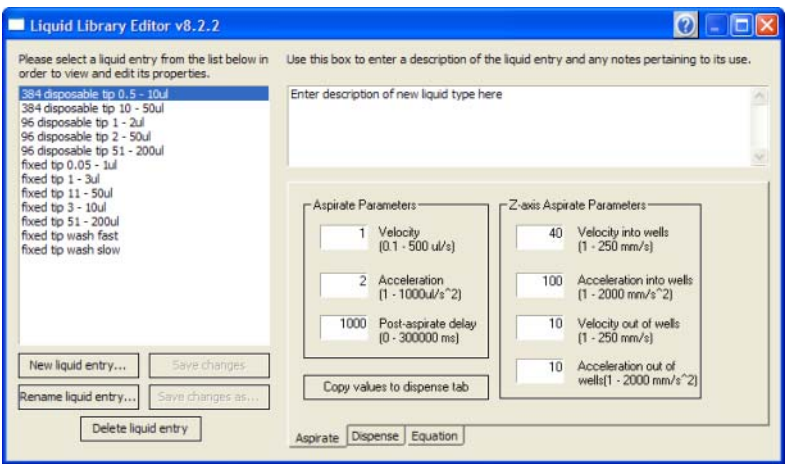 Liquid Library Editor v8.2.2
Please select a liquid entry from the list below in
order to view and edit its properties.
384 disposable tip 0.5 - 10ul
384 disposable tip 10 - 50ul
96 disposable tip 1 - 2ul
96 disposable tip 2 - 50ul
96 disposable tip 51 - 200ul
fixed tip 0.05 - 1ul
fixed tip 1 - 3ul
fixed tip 11 - 50ul
fixed tip 3 - 10ul
fixed tip 51 - 200ul
fixed tip wash fast
fixed tip wash slow
New liquid entry...
Save changes
Rename liquid entry...
Save changes as...
Delete liquid entry
Use this box to enter a description of the liquid entry and any notes pertaining to its use.
Enter description of new liquid type here
Aspirate Parameters
1 Velocity
(0.1 - 500 ul/s)
2 Acceleration
(1 - 1000ul/s^2)
1000 Post-aspirate delay
(0 - 300000 ms)
Copy values to dispense tab
Z-axis Aspirate Parameters
40 Velocity into wells
(1 - 250 mm/s)
100 Acceleration into wells
(1 - 2000 mm/s^2)
10 Velocity out of wells
(1 - 250 mm/s)
10 Acceleration out of
wells(1 - 2000 mm/s^2)
Aspirate Dispense Equation